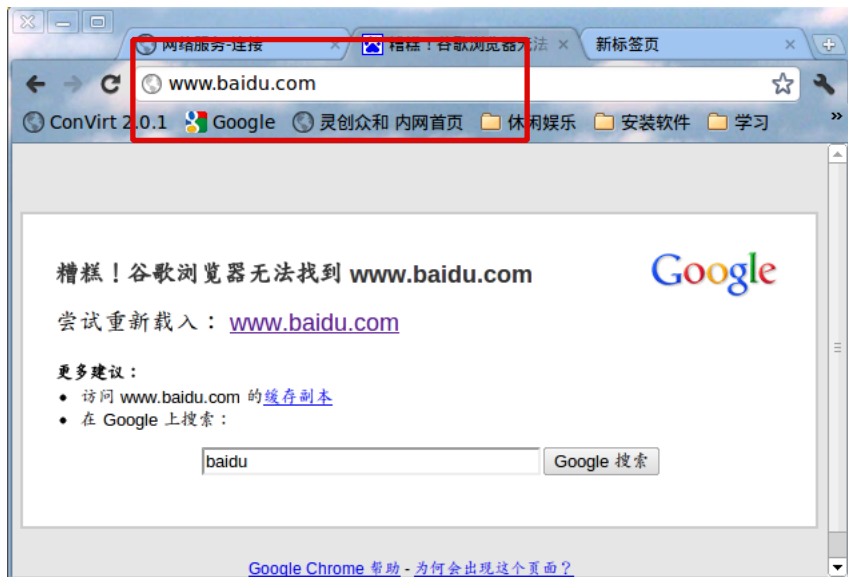 网络服务-连接
糟糕！谷歌浏览器无法
新标签页
www.baidu.com
ConVirt 2.0.1 Google 灵创众和 内网首页 休闲娱乐 安装软件 学习 »
Google
糟糕！谷歌浏览器无法找到 www.baidu.com
尝试重新载入： www.baidu.com
更多建议：
• 访问 www.baidu.com 的缓存副本
• 在 Google 上搜索：
baidu Google 搜索
Google Chrome 帮助 - 为何会出现这个页面？